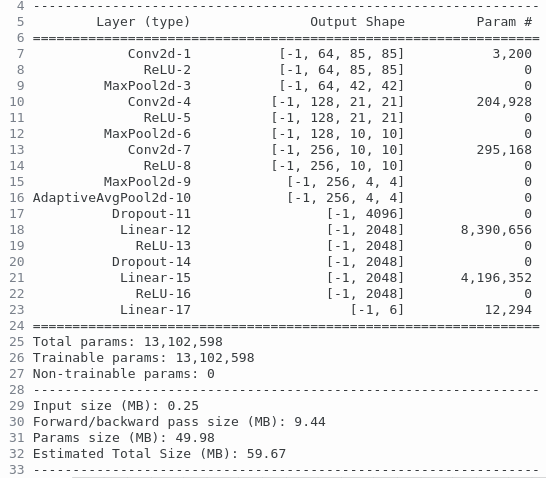 4 ----------------------------------------------------------------
5         Layer (type)               Output Shape         Param #
6 ================================================================
7             Conv2d-1           [-1, 64, 85, 85]           3,200
8               ReLU-2           [-1, 64, 85, 85]               0
9          MaxPool2d-3           [-1, 64, 42, 42]               0
10            Conv2d-4          [-1, 128, 21, 21]         204,928
11              ReLU-5          [-1, 128, 21, 21]               0
12         MaxPool2d-6          [-1, 128, 10, 10]               0
13            Conv2d-7          [-1, 256, 10, 10]         295,168
14              ReLU-8          [-1, 256, 10, 10]               0
15         MaxPool2d-9            [-1, 256, 4, 4]               0
16 AdaptiveAvgPool2d-10            [-1, 256, 4, 4]               0
17          Dropout-11                 [-1, 4096]               0
18           Linear-12                 [-1, 2048]       8,390,656
19             ReLU-13                 [-1, 2048]               0
20          Dropout-14                 [-1, 2048]               0
21           Linear-15                 [-1, 2048]       4,196,352
22             ReLU-16                 [-1, 2048]               0
23           Linear-17                    [-1, 6]          12,294
24 ================================================================
25 Total params: 13,102,598
26 Trainable params: 13,102,598
27 Non-trainable params: 0
28 ----------------------------------------------------------------
29 Input size (MB): 0.25
30 Forward/backward pass size (MB): 9.44
31 Params size (MB): 49.98
32 Estimated Total Size (MB): 59.67
33 ----------------------------------------------------------------